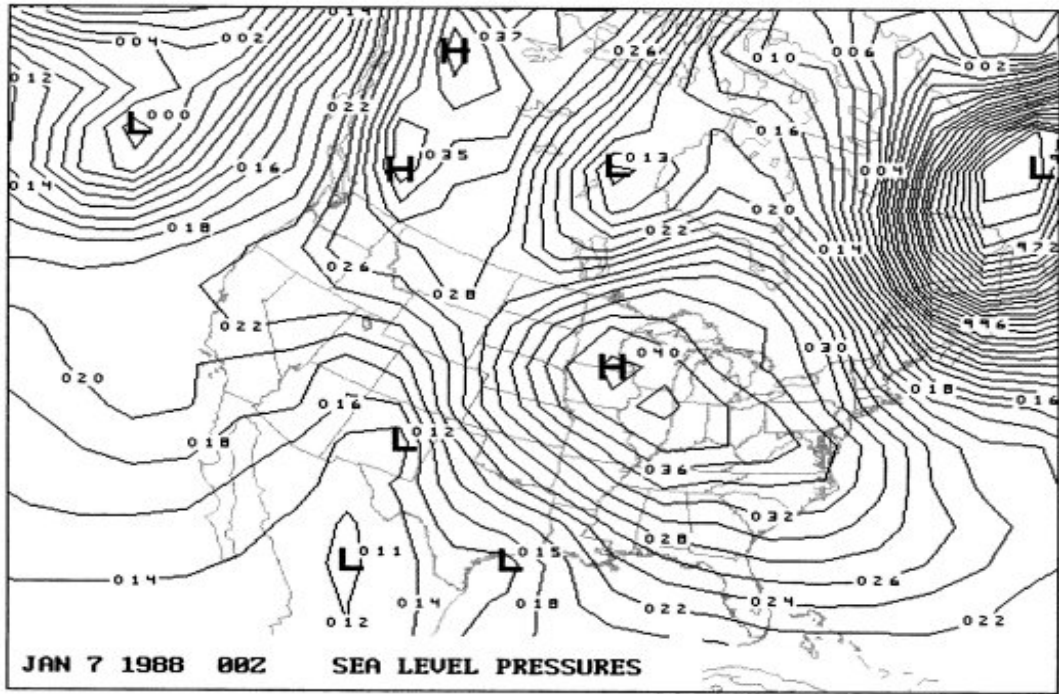 014 037
004 002 026 010 006
012 H 002
L 000 022
016
H 035 L 013 004 L
014 016
018 020
022
026 014
028
022 996
H 040 030
020
016 018 016
018 L 012
036
032
028
L 011 L 015
014 014 018 026
012 022 024 022
JAN 7 1988 00Z SEA LEVEL PRESSURES